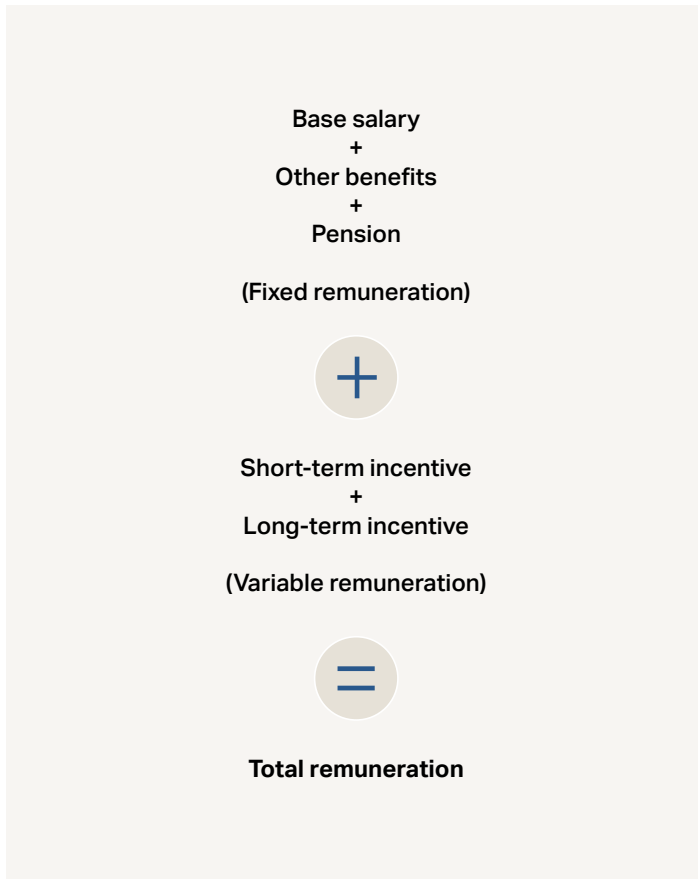 Base salary
+
Other benefits
+
Pension
(Fixed remuneration)
+
Short-term incentive
+
Long-term incentive
(Variable remuneration)
=
Total remuneration